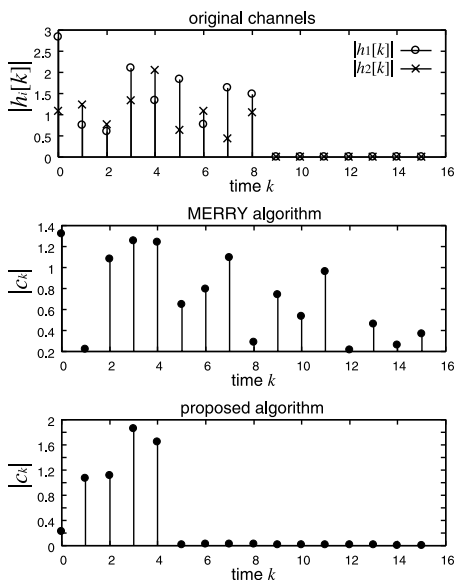 original channels
|hi[k]|
3
2.5
2
1.5
1
0.5
0
|h1[k]|
|h2[k]|
0 2 4 6 8 10 12 14 16
time k
MERRY algorithm
|ck|
1.4
1.2
1
0.8
0.6
0.4
0.2
0 2 4 6 8 10 12 14 16
time k
proposed algorithm
|ck|
2
1.6
1.2
0.8
0.4
0
0 2 4 6 8 10 12 14 16
time k